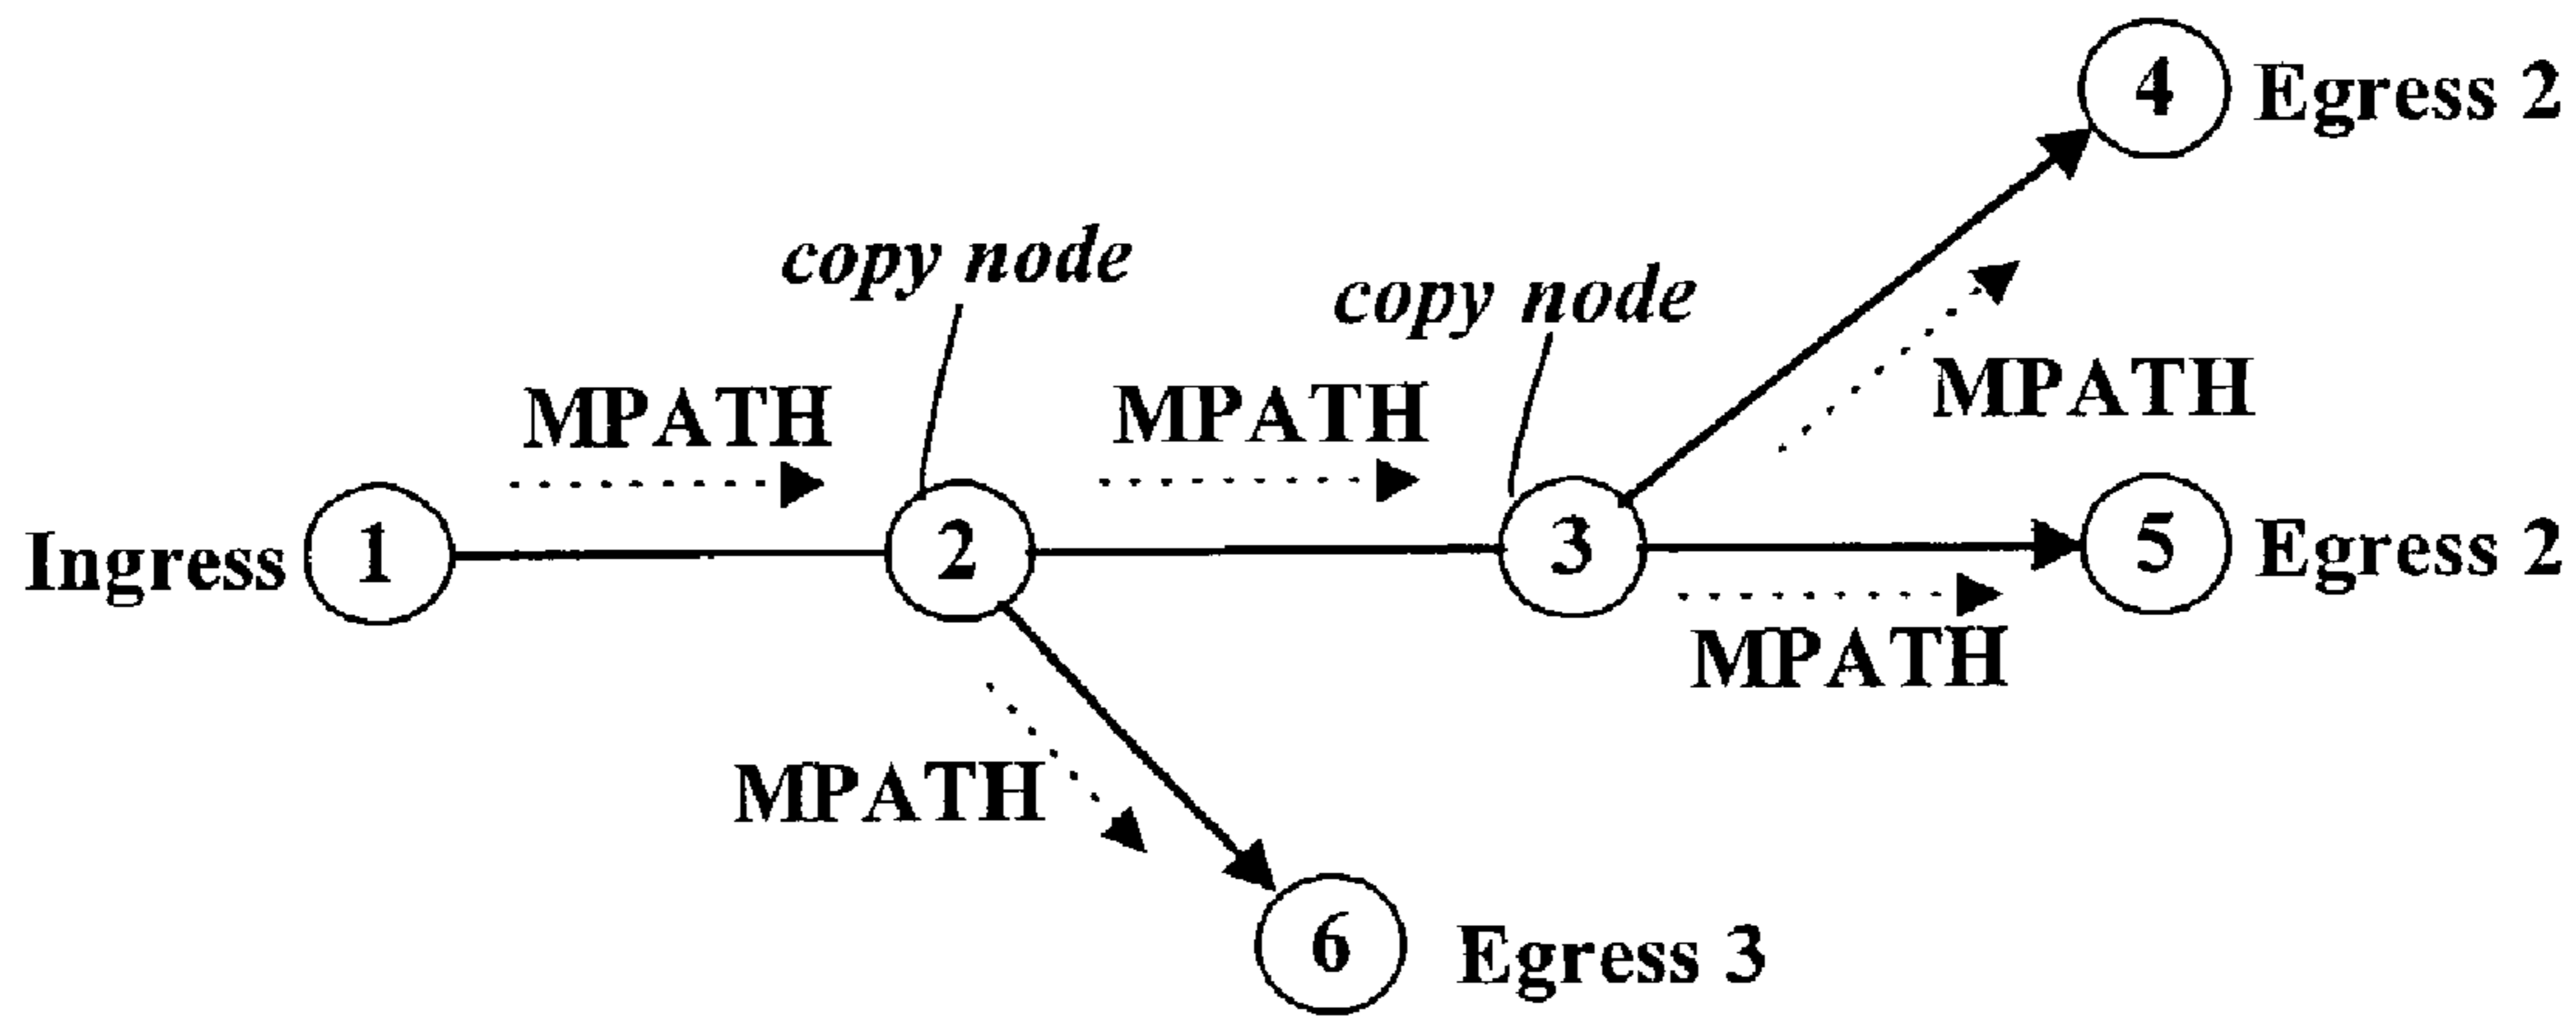 4 Egress 2
copy node
copy node
MPATH
MPATH
MPATH
Ingress 1
2
3
5 Egress 2
MPATH
MPATH
6 Egress 3